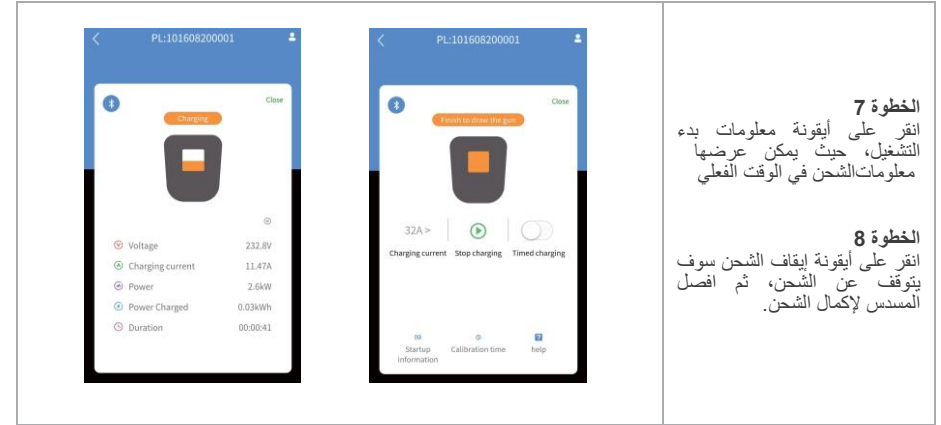 PL:101608200001
Close
Charging
Voltage 232.8V
Charging current 11.47A
Power 2.6kW
Power Charged 0.03kWh
Duration 00:00:41
PL:101608200001
Close
Finish to draw the gun
32A >
Charging current Stop charging Timed charging
Startup information Calibration time help
الخطوة 7
انقر على أيقونة معلومات بدء
التشغيل، حيث يمكن عرضها
معلوماتالشحن في الوقت الفعلي
الخطوة 8
انقر على أيقونة إيقاف الشحن سوف
يتوقف عن الشحن، ثم افصل
المسدس لإكمال الشحن.